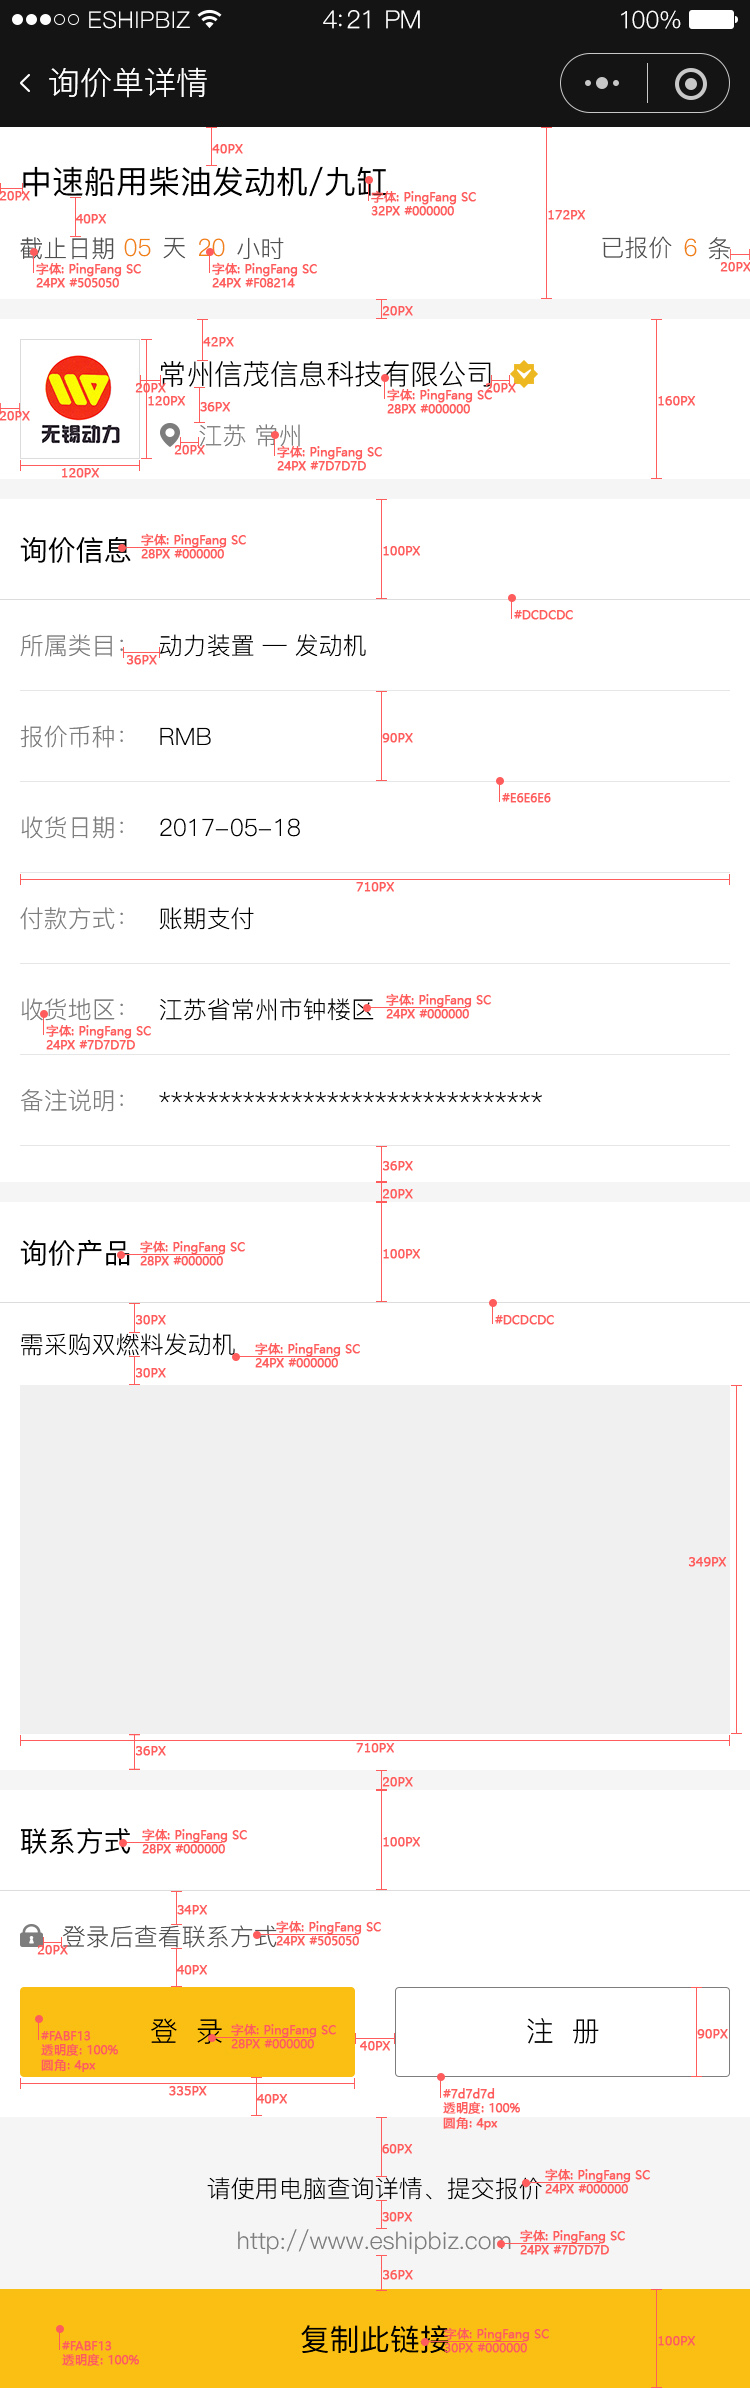 ESHIPBIZ 4:21 PM 100%
询价单详情
40PX
中速船用柴油发动机/九缸
20PX
字体: PingFang SC
32PX #000000
40PX
172PX
截止日期 05 天 20 小时
已报价 6 条
字体: PingFang SC
24PX #505050
字体: PingFang SC
24PX #F08214
20PX
20PX
42PX
常州信茂信息科技有限公司
20PX
120PX
20PX
字体: PingFang SC
28PX #000000
160PX
20PX
36PX
无锡动力
江苏 常州
20PX
字体: PingFang SC
24PX #7D7D7D
120PX
询价信息
字体: PingFang SC
28PX #000000
100PX
#DCDCDC
所属类目:
动力装置 — 发动机
36PX
报价币种:
RMB
90PX
#E6E6E6
收货日期:
2017-05-18
710PX
付款方式:
账期支付
收货地区:
江苏省常州市钟楼区
字体: PingFang SC
24PX #000000
字体: PingFang SC
24PX #7D7D7D
备注说明:
********************************
36PX
20PX
询价产品
字体: PingFang SC
28PX #000000
100PX
30PX
#DCDCDC
需采购双燃料发动机
字体: PingFang SC
24PX #000000
30PX
349PX
36PX
710PX
20PX
联系方式
字体: PingFang SC
28PX #000000
100PX
34PX
登录后查看联系方式
字体: PingFang SC
24PX #505050
20PX
40PX
登 录
字体: PingFang SC
28PX #000000
注 册
#FABF13
透明度: 100%
圆角: 4px
40PX
90PX
335PX
40PX
#7d7d7d
透明度: 100%
圆角: 4px
60PX
请使用电脑查询详情、提交报价
字体: PingFang SC
24PX #000000
30PX
http://www.eshipbiz.com
字体: PingFang SC
24PX #7D7D7D
36PX
复制此链接
字体: PingFang SC
30PX #000000
100PX
#FABF13
透明度: 100%